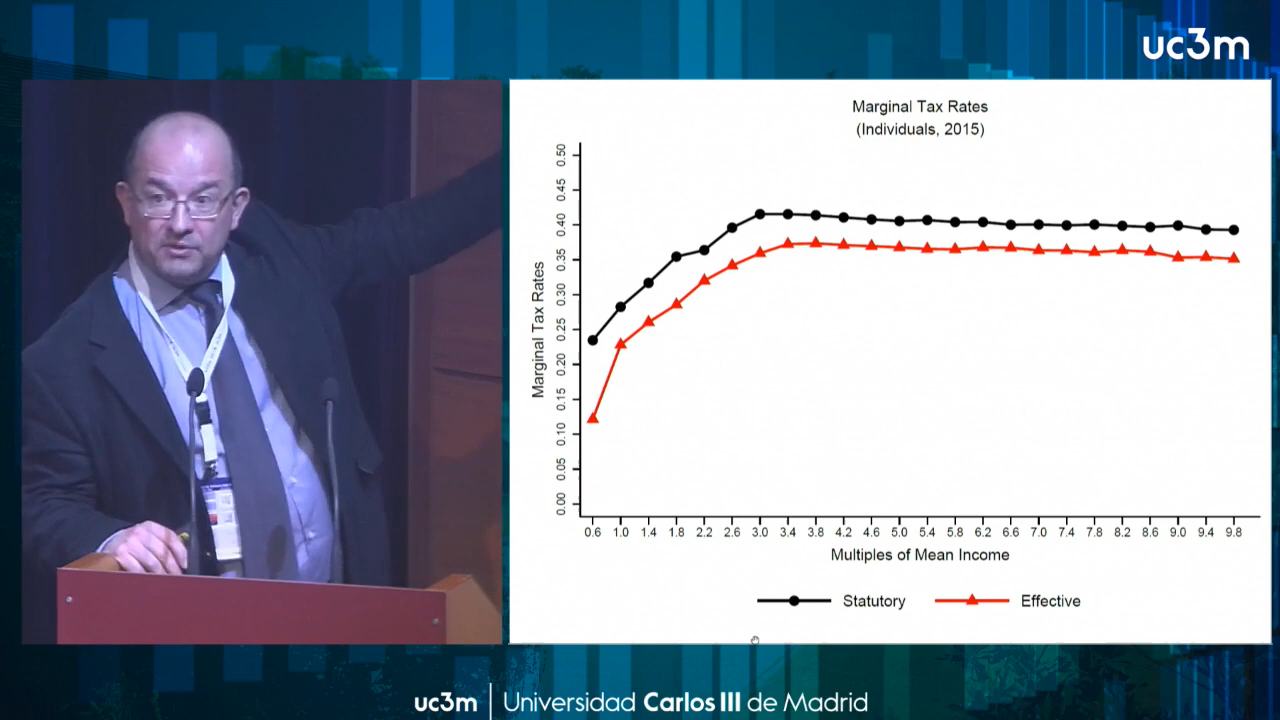 uc3m
Marginal Tax Rates
(Individuals, 2015)
Marginal Tax Rates
0.50
0.45
0.40
0.35
0.30
0.25
0.20
0.15
0.10
0.05
0.00
0.6 1.0 1.4 1.8 2.2 2.6 3.0 3.4 3.8 4.2 4.6 5.0 5.4 5.8 6.2 6.6 7.0 7.4 7.8 8.2 8.6 9.0 9.4 9.8
Multiples of Mean Income
Statutory Effective
uc3m | Universidad Carlos III de Madrid